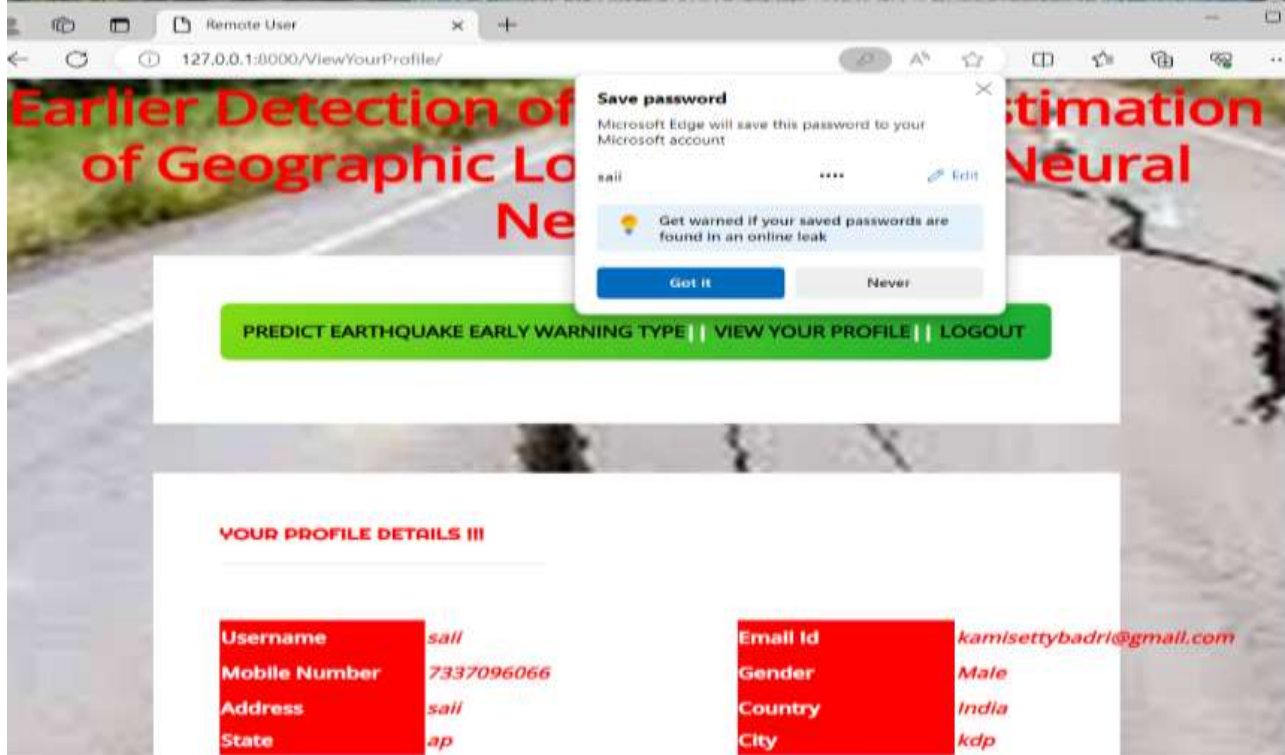 Remote User
127.0.0.1:8000/ViewYourProfile/
Earlier Detection of
stimation
of Geographic Lo
Neural
Ne
Save password
Microsoft Edge will save this password to your
Microsoft account
saii
•••• Edit
Get warned if your saved passwords are
found in an online leak
Got it Never
PREDICT EARTHQUAKE EARLY WARNING TYPE|| VIEW YOUR PROFILE|| LOGOUT
YOUR PROFILE DETAILS !!!
Username saii Email Id kamisettybadri@gmail.com
Mobile Number 7337096066 Gender Male
Address saii Country India
State ap City kdp